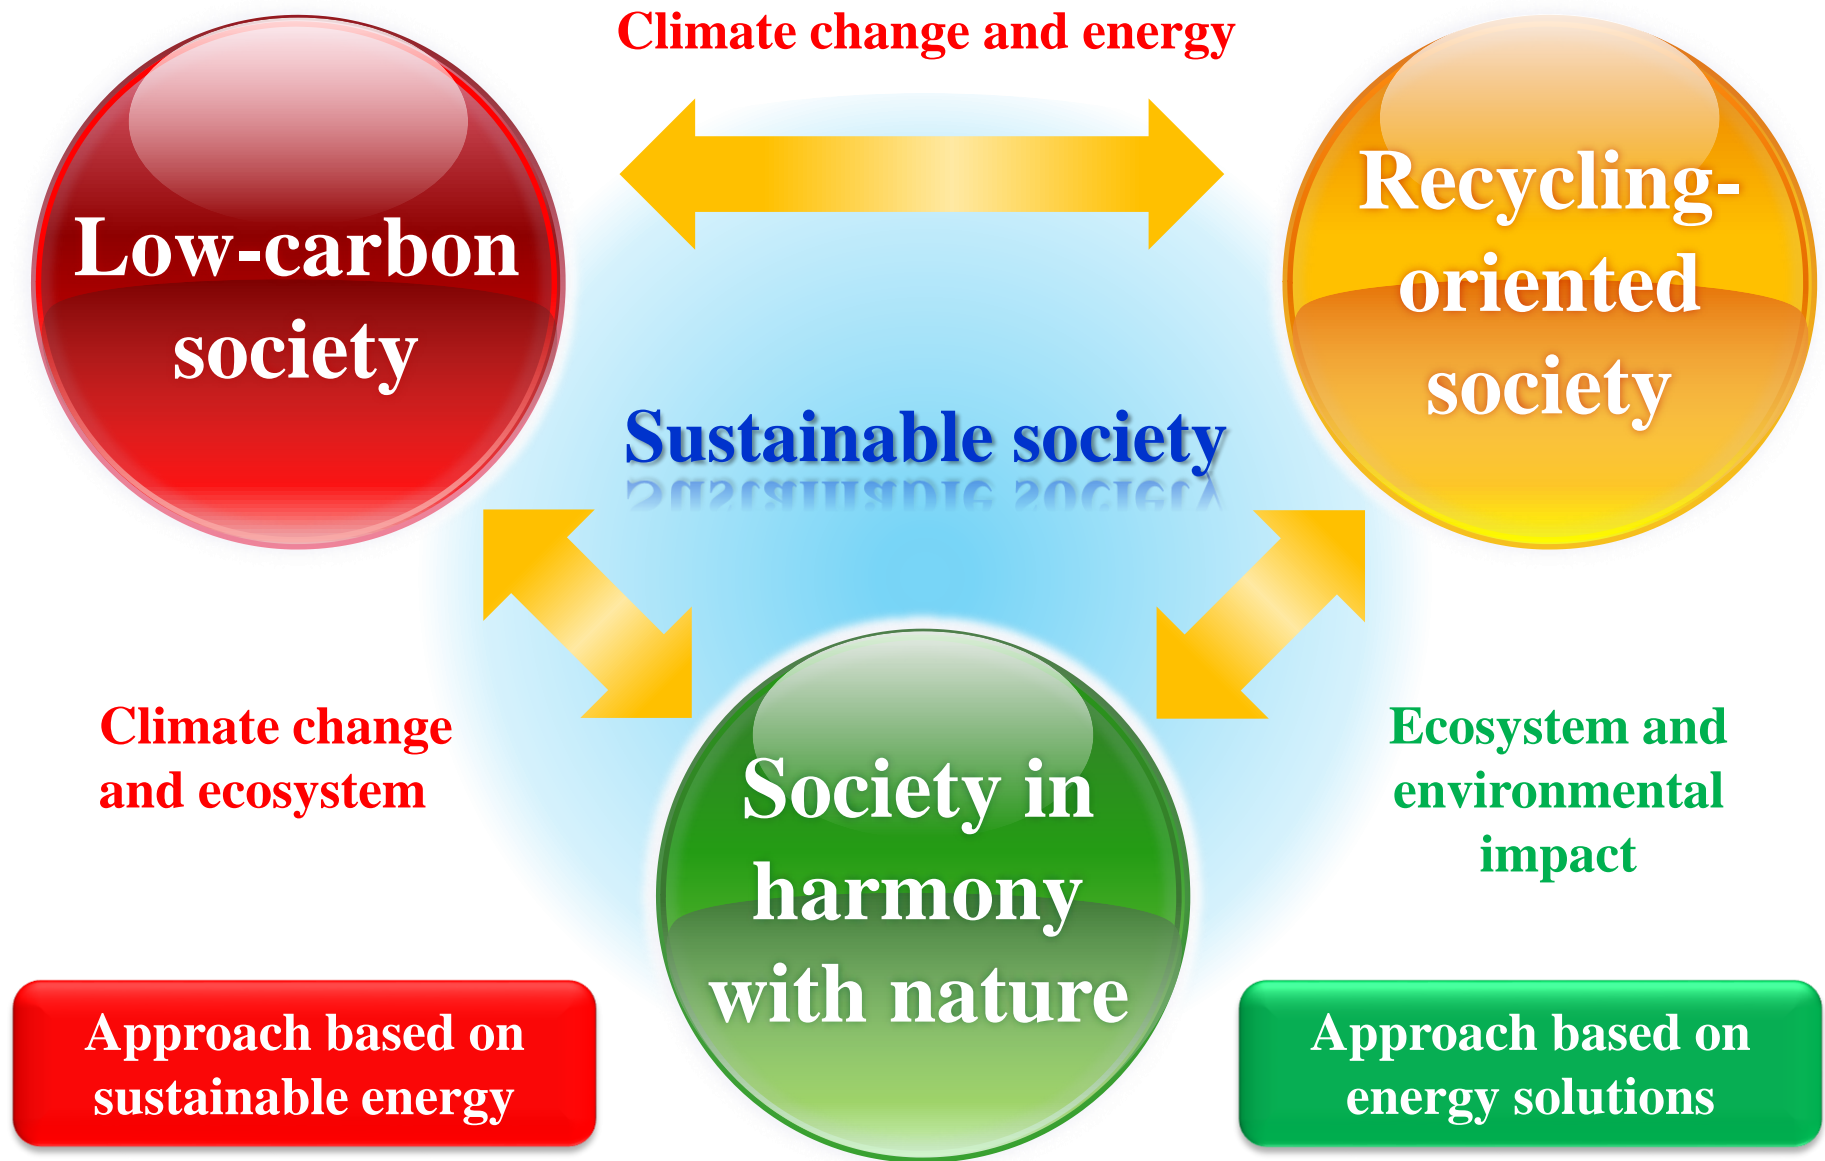 Climate change and energy
Low-carbon
society
Recycling-
oriented
society
Sustainable society
Climate change
and ecosystem
Society in
harmony
with nature
Ecosystem and
environmental
impact
Approach based on
sustainable energy
Approach based on
energy solutions